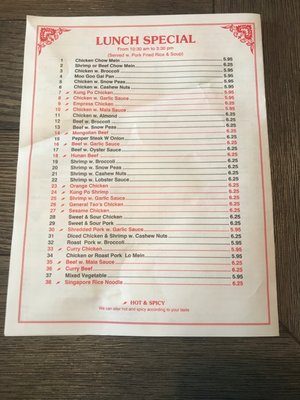 LUNCH SPECIAL
From 10:30 am to 3:30 pm
(Served w. Pork Fried Rice & Soup)
1 Chicken Chow Mein 5.95
2 Shrimp or Beef Chow Mein 6.25
3 Chicken w. Broccoli 5.95
4 Moo Goo Gai Pan 5.95
5 Chicken w. Snow Peas 5.95
6 Chicken w. Cashew Nuts 5.95
7 Kung Po Chicken 5.95
8 Chicken w. Garlic Sauce 5.95
9 Empress Chicken 5.95
10 Chicken w. Mala Sauce 5.95
11 Chicken w. Almond 5.95
12 Beef w. Broccoli 6.25
13 Beef w. Snow Peas 6.25
14 Mongolian Beef 6.25
15 Pepper Steak W Onion 6.25
16 Beef w. Garlic Sauce 6.25
17 Beef w. Oyster Sauce 6.25
18 Hunan Beef 6.25
19 Shrimp w. Broccoli 6.25
20 Shrimp w. Snow Peas 6.25
21 Shrimp w. Cashew Nuts 6.25
22 Shrimp w. Lobster Sauce 6.25
23 Orange Chicken 6.25
24 Kung Po Shrimp 6.25
25 Shrimp w. Garlic Sauce 6.25
26 General Tso's Chicken 6.25
27 Sesame Chicken 6.25
28 Sweet & Sour Chicken 6.25
29 Sweet & Sour Pork 6.25
30 Shredded Pork w. Garlic Sauce 5.95
31 Diced Chicken & Shrimp w. Cashew Nuts 6.25
32 Roast Pork w. Broccoli 5.95
33 Curry Chicken 5.95
34 Chicken or Roast Pork Lo Mein 5.95
35 Beef w. Mala Sauce 6.25
36 Curry Beef 6.25
37 Mixed Vegetable 5.95
38 Singapore Rice Noodle 6.25
HOT & SPICY
We can alter hot and spicy according to your taste